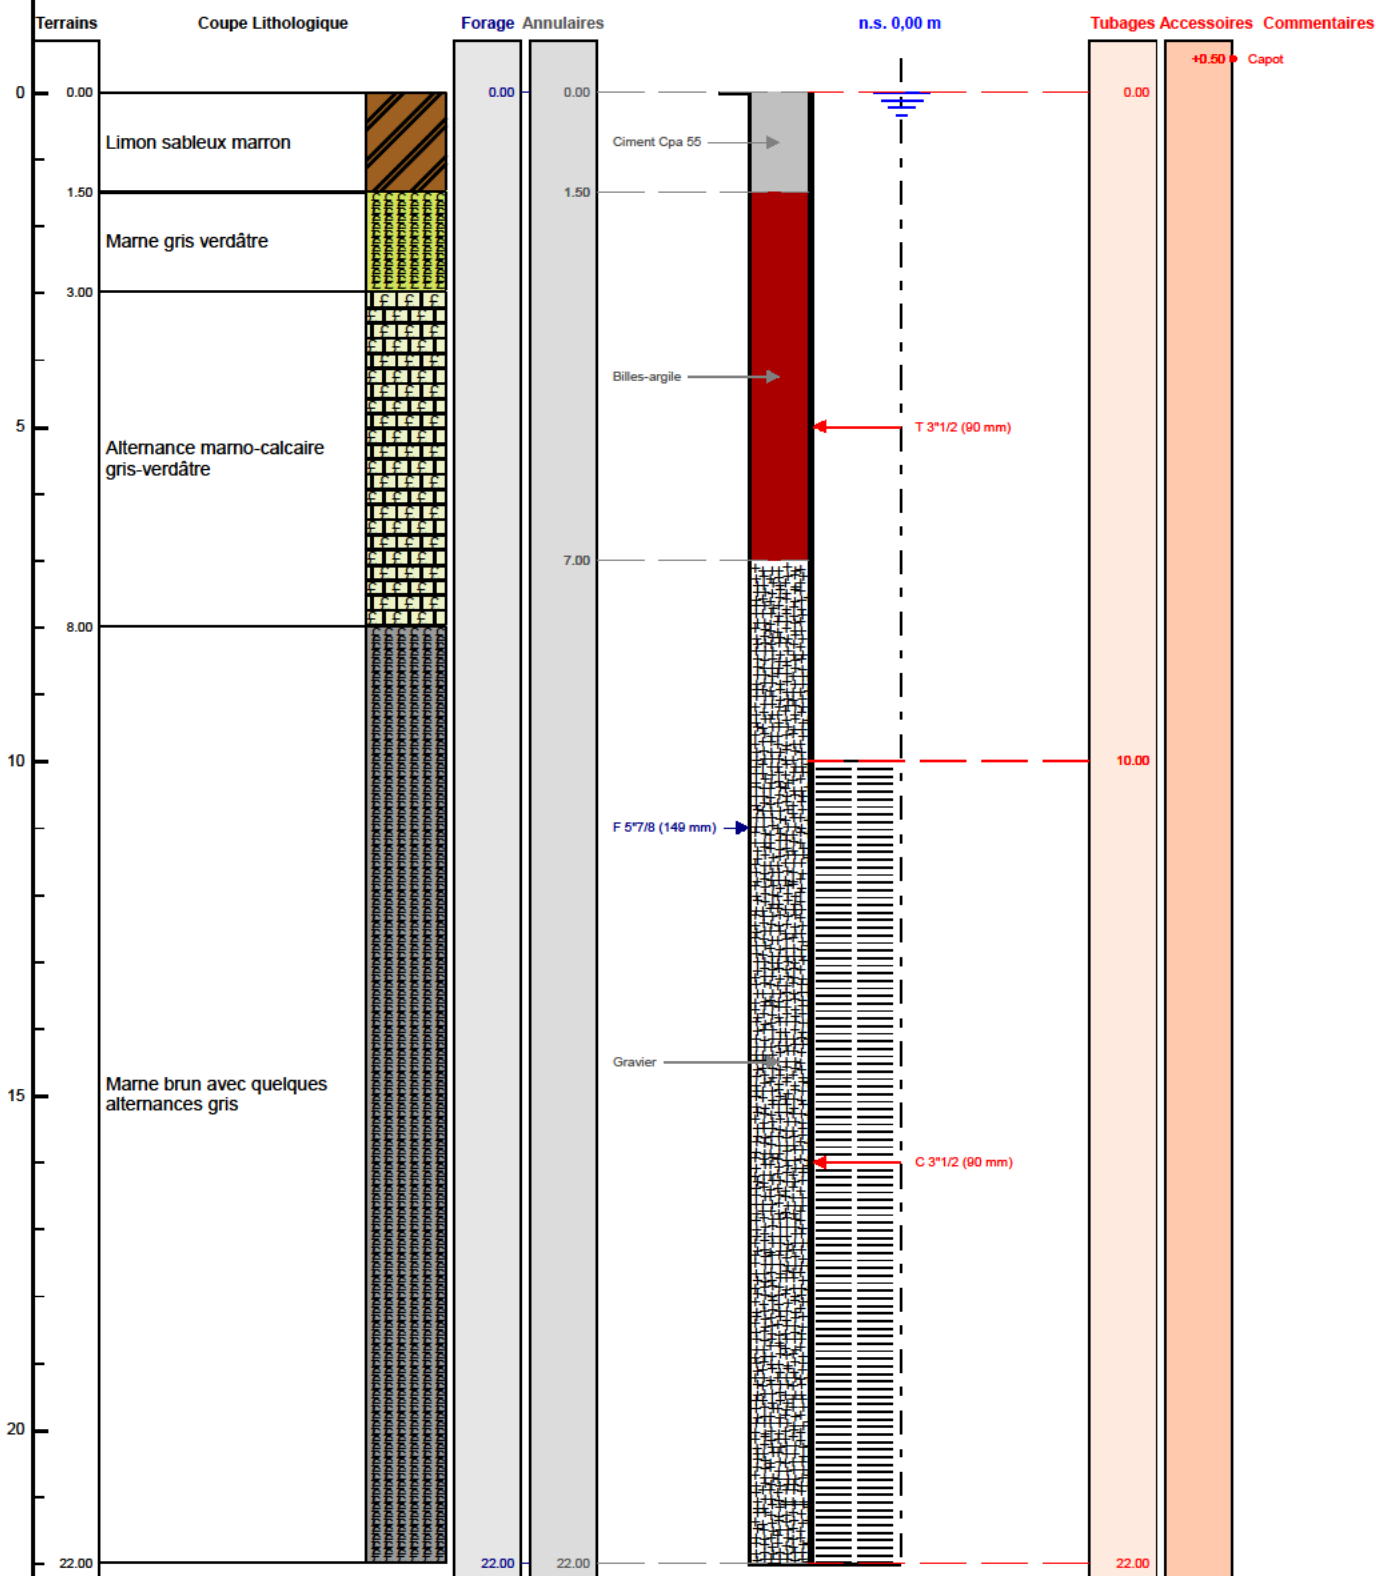 Terrains Coupe Lithologique Forage Annulaires n.s. 0,00 m Tubages Accessoires Commentaires
+0.50 Capot
0 0.00 0.00 0.00 0.00
Limon sableux marron Ciment Cpa 55
1.50 1.50
Marne gris verdâtre
3.00
Billes-argile
5 T 3"1/2 (90 mm)
Alternance marno-calcaire
gris-verdâtre
7.00
8.00
10 10.00
F 5"7/8 (149 mm)
Gravier
15 Marne brun avec quelques
alternances gris
C 3"1/2 (90 mm)
20
22.00 22.00 22.00 22.00